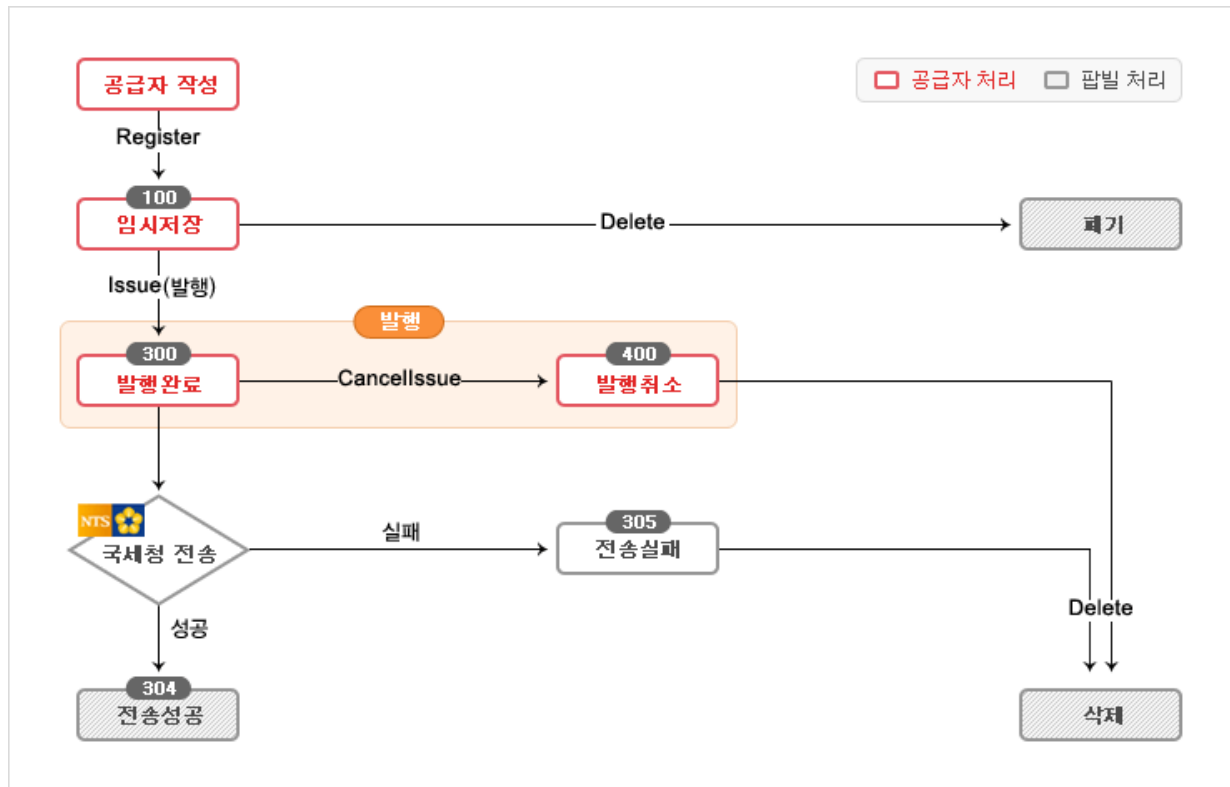 공급자 작성
공급자 처리
팝빌 처리
Register
100
임시저장
Delete
폐기
Issue(발행)
발행
300
발행완료
CancelIssue
400
발행취소
NTS
국세청 전송
실패
305
전송실패
Delete
성공
304
전송성공
삭제